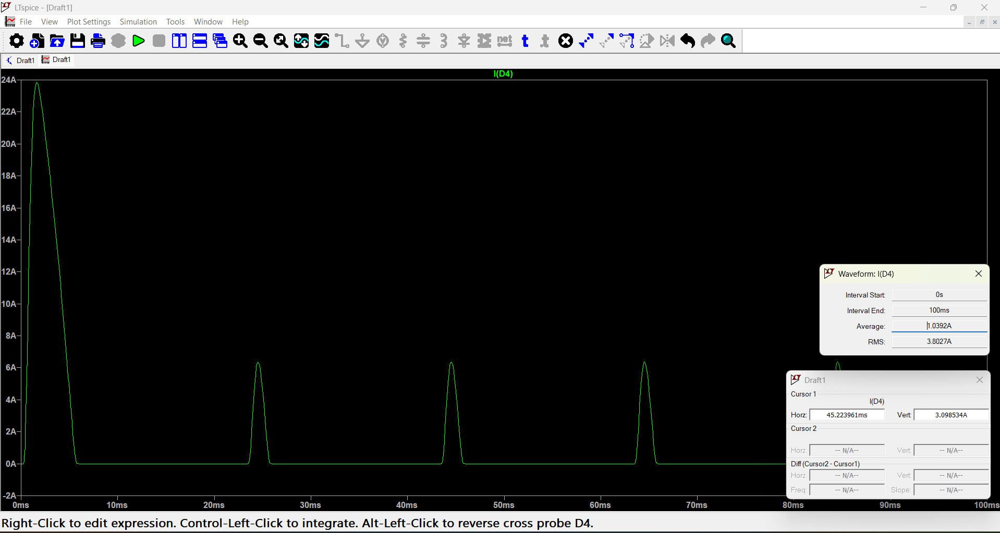 LTspice - [Draft1]
File View Plot Settings Simulation Tools Window Help
net t t
Draft1 Draft1
I(D4)
24A
22A
20A
18A
16A
14A
12A
10A
8A
6A
4A
2A
0A
-2A
0ms 10ms 20ms 30ms 40ms 50ms 60ms 70ms 80ms 90ms 100ms
Waveform: I(D4)
Interval Start: 0s
Interval End: 100ms
Average: 1.0392A
RMS: 3.8027A
Draft1
Cursor 1
I(D4)
Horz: 45.223961ms Vert: 3.098534A
Cursor 2
Horz: -- N/A-- Vert: -- N/A--
Diff (Cursor2 - Cursor1)
Horz: -- N/A-- Vert: -- N/A--
Freq: -- N/A-- Slope: -- N/A--
Right-Click to edit expression. Control-Left-Click to integrate. Alt-Left-Click to reverse cross probe D4.